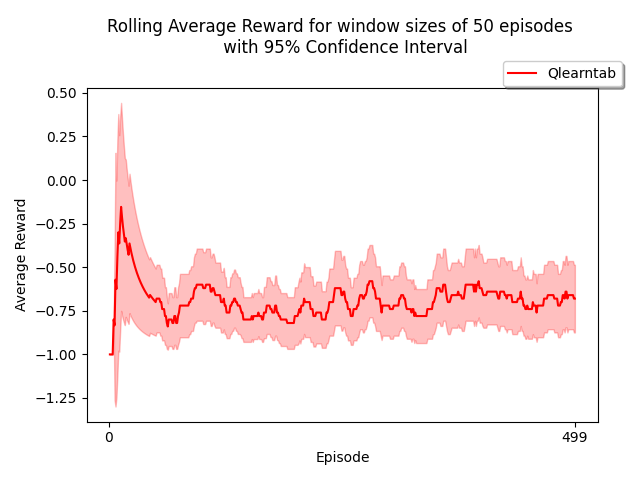 Rolling Average Reward for window sizes of 50 episodes
with 95% Confidence Interval
Qlearntab
0.50
0.25
0.00
−0.25
−0.50
−0.75
−1.00
−1.25
Average Reward
0
499
Episode